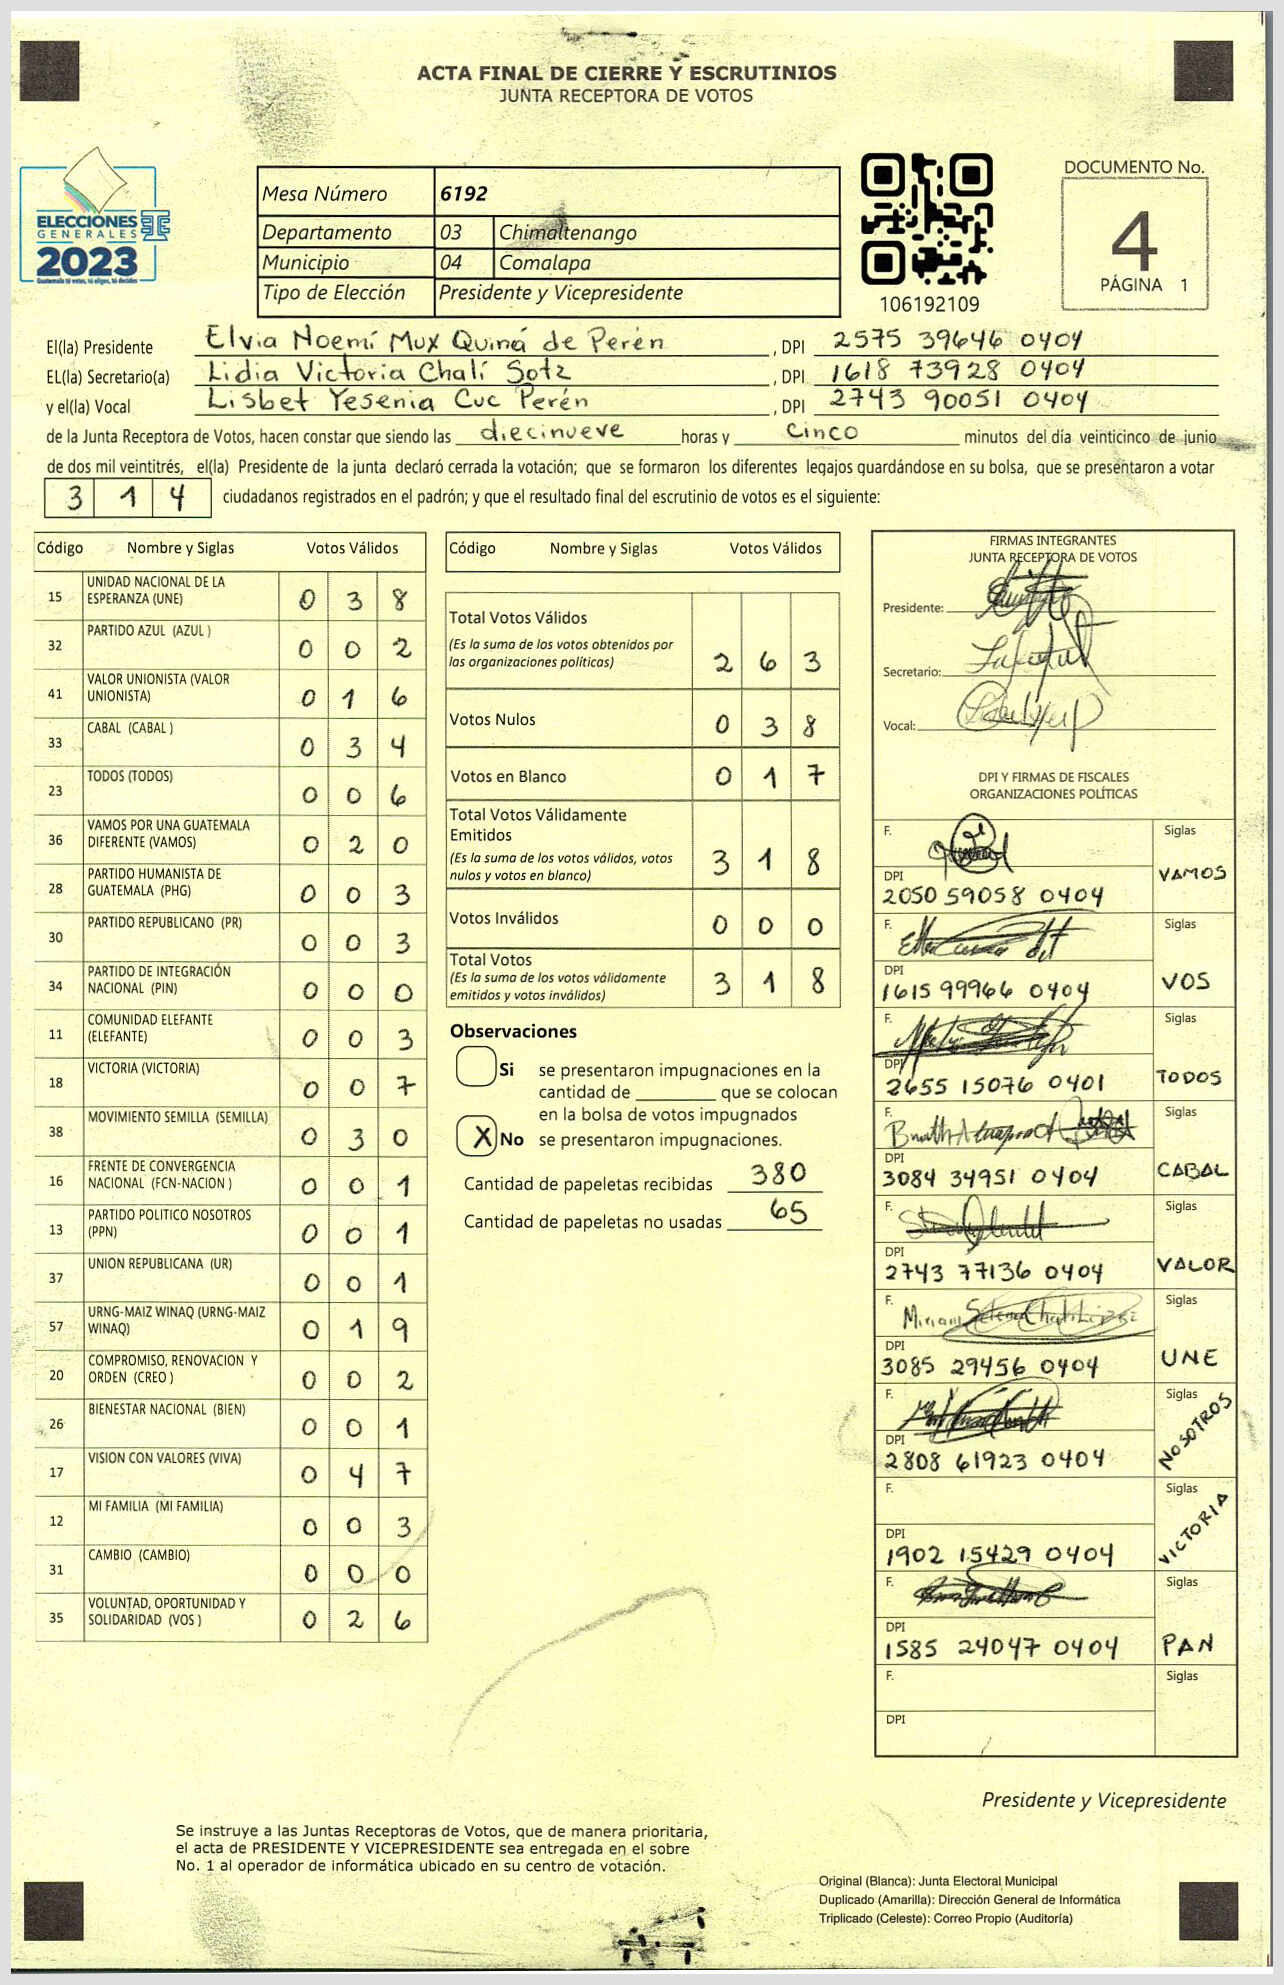 ACTA FINAL DE CIERRE Y ESCRUTINIOS
JUNTA RECEPTORA DE VOTOS
ELECCIONES
GENERALES
2023
Guatemala tú votas, tú eliges, tú decides
Mesa Número 6192
Departamento 03 Chimaltenango
Municipio 04 Comalapa
Tipo de Elección Presidente y Vicepresidente
106192109
DOCUMENTO No.
4
PÁGINA 1
El(la) Presidente Elvia Noemí Mux Quiná de Perén, DPI 2575 39646 0404
EL(la) Secretario(a) Lidia Victoria Chalí Sotz, DPI 1618 73928 0404
y el(la) Vocal Lisbet Yesenia Cuc Perén, DPI 2743 90051 0404
de la Junta Receptora de Votos, hacen constar que siendo las diecinueve horas y cinco minutos del día veinticinco de junio
de dos mil veintitrés, el(la) Presidente de la junta declaró cerrada la votación; que se formaron los diferentes legajos guardándose en su bolsa, que se presentaron a votar
3 1 4 ciudadanos registrados en el padrón; y que el resultado final del escrutinio de votos es el siguiente:
Código Nombre y Siglas Votos Válidos
15 UNIDAD NACIONAL DE LA
ESPERANZA (UNE) 0 3 8
32 PARTIDO AZUL (AZUL ) 0 0 2
41 VALOR UNIONISTA (VALOR
UNIONISTA) 0 1 6
33 CABAL (CABAL ) 0 3 4
23 TODOS (TODOS) 0 0 6
36 VAMOS POR UNA GUATEMALA
DIFERENTE (VAMOS) 0 2 0
28 PARTIDO HUMANISTA DE
GUATEMALA (PHG) 0 0 3
30 PARTIDO REPUBLICANO (PR) 0 0 3
34 PARTIDO DE INTEGRACIÓN
NACIONAL (PIN) 0 0 0
11 COMUNIDAD ELEFANTE
(ELEFANTE) 0 0 3
18 VICTORIA (VICTORIA) 0 0 7
38 MOVIMIENTO SEMILLA (SEMILLA) 0 3 0
16 FRENTE DE CONVERGENCIA
NACIONAL (FCN-NACION ) 0 0 1
13 PARTIDO POLITICO NOSOTROS
(PPN) 0 0 1
37 UNION REPUBLICANA (UR) 0 0 1
57 URNG-MAIZ WINAQ (URNG-MAIZ
WINAQ) 0 1 9
20 COMPROMISO, RENOVACION Y
ORDEN (CREO ) 0 0 2
26 BIENESTAR NACIONAL (BIEN) 0 0 1
17 VISION CON VALORES (VIVA) 0 4 7
12 MI FAMILIA (MI FAMILIA) 0 0 3
31 CAMBIO (CAMBIO) 0 0 0
35 VOLUNTAD, OPORTUNIDAD Y
SOLIDARIDAD (VOS ) 0 2 6
Código Nombre y Siglas Votos Válidos
Total Votos Válidos
(Es la suma de los votos obtenidos por
las organizaciones políticas) 2 6 3
Votos Nulos 0 3 8
Votos en Blanco 0 1 7
Total Votos Válidamente
Emitidos
(Es la suma de los votos válidos, votos
nulos y votos en blanco) 3 1 8
Votos Inválidos 0 0 0
Total Votos
(Es la suma de los votos válidamente
emitidos y votos inválidos) 3 1 8
Observaciones
Si se presentaron impugnaciones en la
cantidad de ________ que se colocan
en la bolsa de votos impugnados
X No se presentaron impugnaciones.
Cantidad de papeletas recibidas 380
Cantidad de papeletas no usadas 65
FIRMAS INTEGRANTES
JUNTA RECEPTORA DE VOTOS
Presidente:
Secretario:
Vocal:
DPI Y FIRMAS DE FISCALES
ORGANIZACIONES POLÍTICAS
F. Siglas
DPI VAMOS
2050 59058 0404
F. Siglas
DPI VOS
1615 99966 0404
F. Siglas
DPI TODOS
2655 15076 0401
F. Siglas
DPI CABAL
3084 34951 0404
F. Siglas
DPI VALOR
2743 77136 0404
F. Miriam Siglas
DPI UNE
3085 29456 0404
F. Siglas
DPI NOSOTROS
2808 61923 0404
F. Siglas
DPI VICTORIA
1902 15429 0404
F. Siglas
DPI PAN
1585 24047 0404
F. Siglas
DPI
Presidente y Vicepresidente
Se instruye a las Juntas Receptoras de Votos, que de manera prioritaria,
el acta de PRESIDENTE Y VICEPRESIDENTE sea entregada en el sobre
No. 1 al operador de informática ubicado en su centro de votación.
Original (Blanca): Junta Electoral Municipal
Duplicado (Amarilla): Dirección General de Informática
Triplicado (Celeste): Correo Propio (Auditoría)